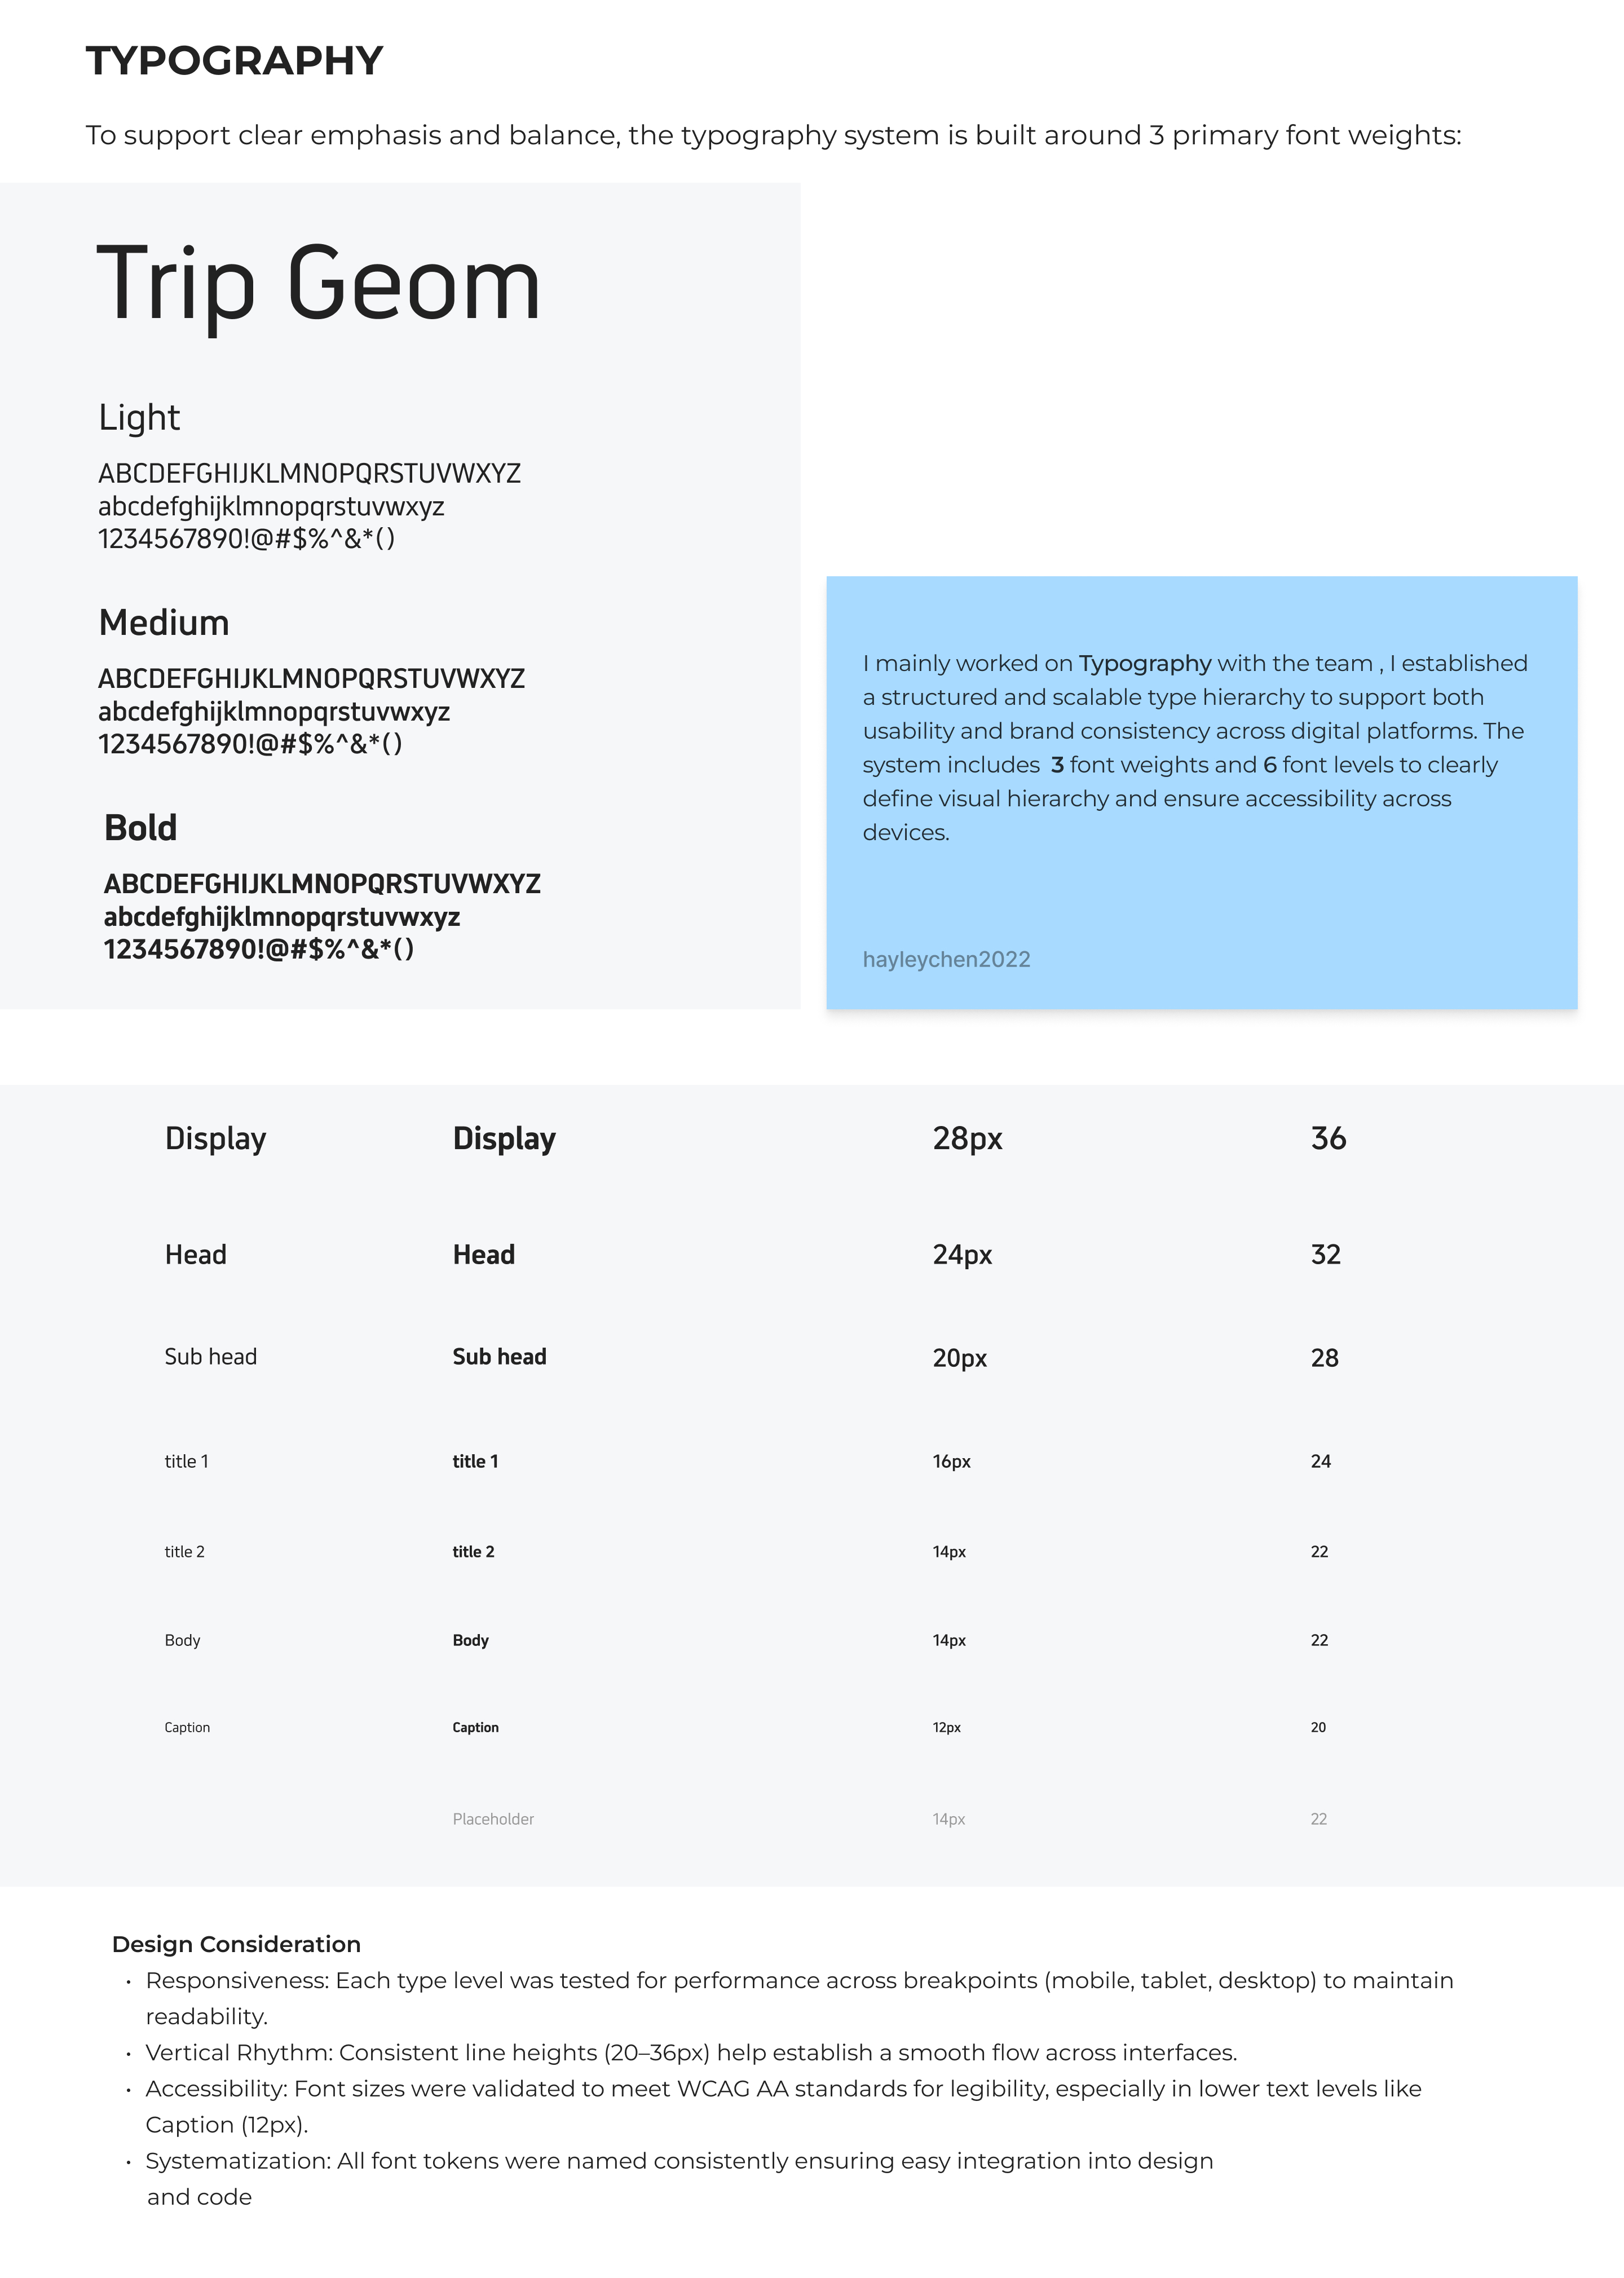 TYPOGRAPHY
To support clear emphasis and balance, the typography system is built around 3 primary font weights:
Trip Geom
Light
ABCDEFGHIJKLMNOPQRSTUVWXYZ
abcdefghijklmnopqrstuvwxyz
1234567890!@#$%^&*()
Medium
ABCDEFGHIJKLMNOPQRSTUVWXYZ
abcdefghijklmnopqrstuvwxyz
1234567890!@#$%^&*()
Bold
ABCDEFGHIJKLMNOPQRSTUVWXYZ
abcdefghijklmnopqrstuvwxyz
1234567890!@#$%^&*()
I mainly worked on Typography with the team , I established
a structured and scalable type hierarchy to support both
usability and brand consistency across digital platforms. The
system includes  3 font weights and 6 font levels to clearly
define visual hierarchy and ensure accessibility across
devices.
hayleychen2022
Display Display 28px 36
Head Head 24px 32
Sub head Sub head 20px 28
title 1 title 1 16px 24
title 2 title 2 14px 22
Body Body 14px 22
Caption Caption 12px 20
Placeholder 14px 22
Design Consideration
• Responsiveness: Each type level was tested for performance across breakpoints (mobile, tablet, desktop) to maintain
readability.
• Vertical Rhythm: Consistent line heights (20–36px) help establish a smooth flow across interfaces.
• Accessibility: Font sizes were validated to meet WCAG AA standards for legibility, especially in lower text levels like
Caption (12px).
• Systematization: All font tokens were named consistently ensuring easy integration into design
and code